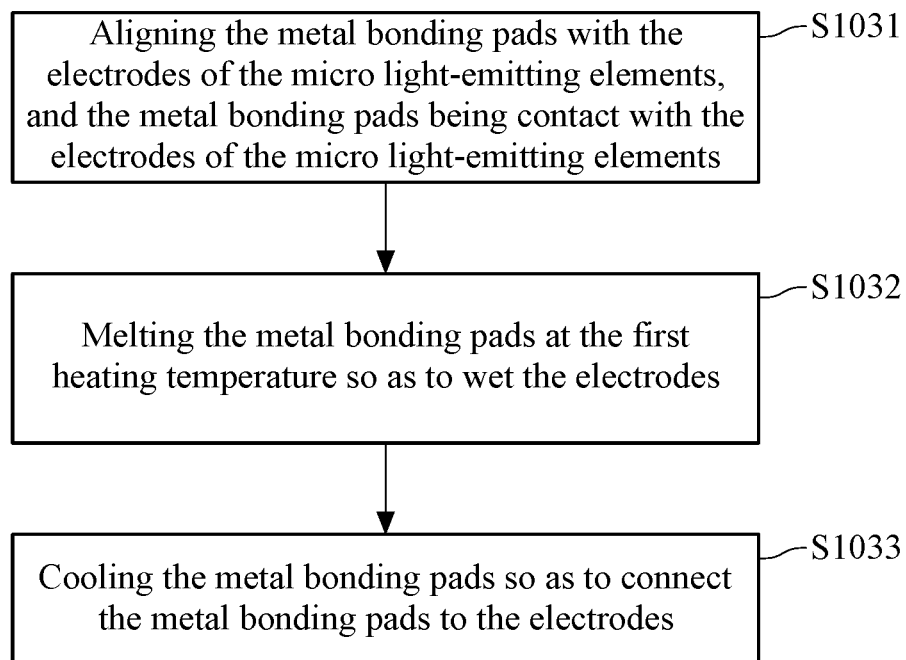 Aligning the metal bonding pads with the
electrodes of the micro light-emitting elements,
and the metal bonding pads being contact with the
electrodes of the micro light-emitting elements
S1031
Melting the metal bonding pads at the first
heating temperature so as to wet the electrodes
S1032
Cooling the metal bonding pads so as to connect
the metal bonding pads to the electrodes
S1033